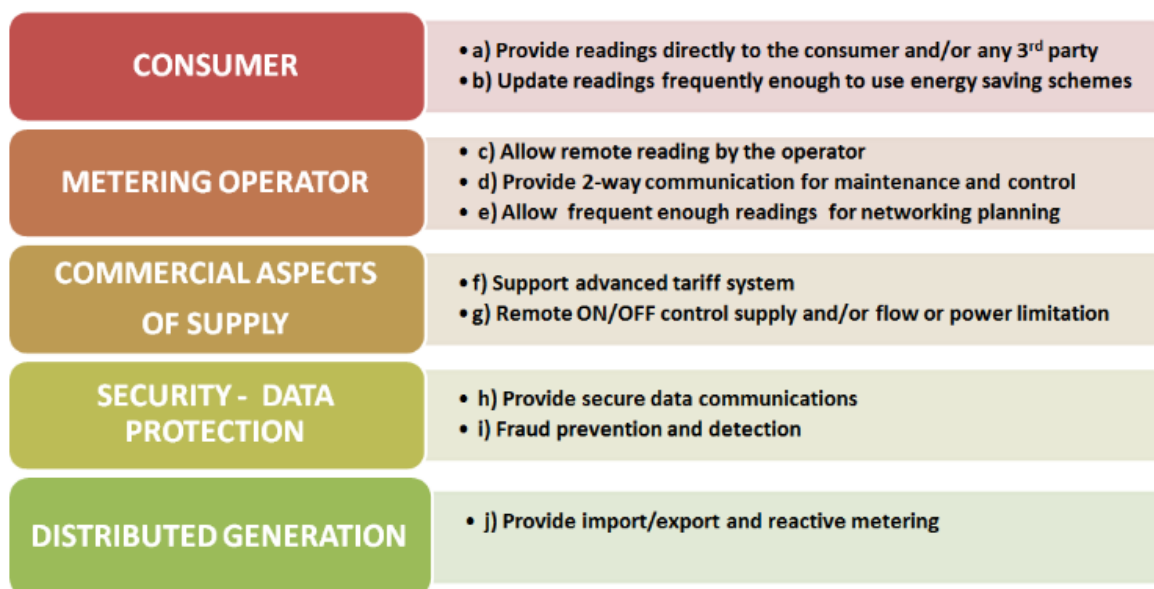 CONSUMER
• a) Provide readings directly to the consumer and/or any 3rd party
• b) Update readings frequently enough to use energy saving schemes
METERING OPERATOR
• c) Allow remote reading by the operator
• d) Provide 2-way communication for maintenance and control
• e) Allow frequent enough readings for networking planning
COMMERCIAL ASPECTS
OF SUPPLY
• f) Support advanced tariff system
• g) Remote ON/OFF control supply and/or flow or power limitation
SECURITY - DATA
PROTECTION
• h) Provide secure data communications
• i) Fraud prevention and detection
DISTRIBUTED GENERATION
• j) Provide import/export and reactive metering